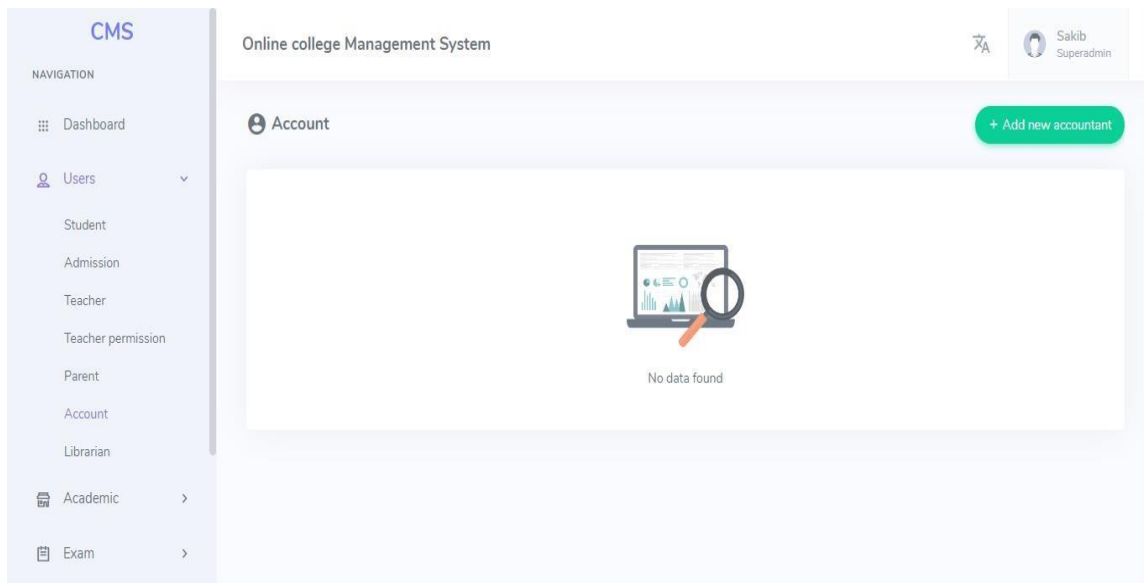 CMS
NAVIGATION
Dashboard
Users
Student
Admission
Teacher
Teacher permission
Parent
Account
Librarian
Academic
Exam
Online college Management System
Sakib
Superadmin
Account
+ Add new accountant
No data found